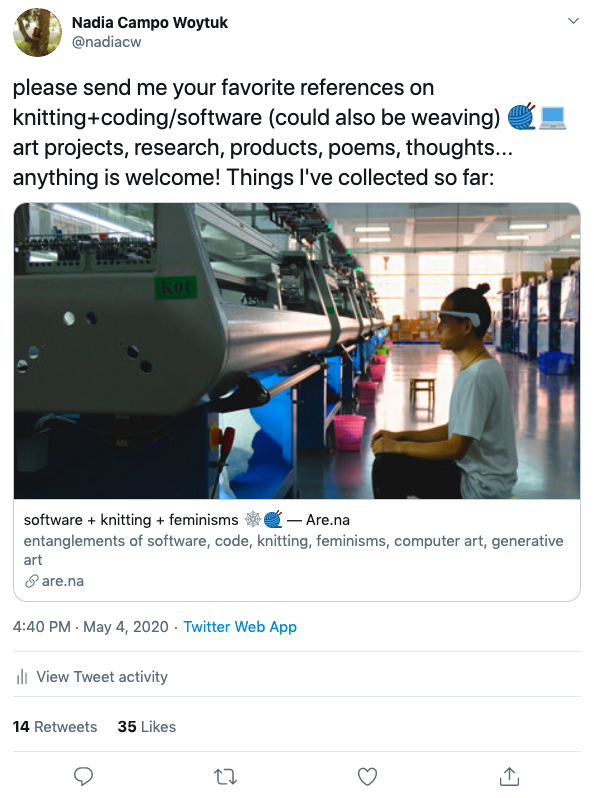 Nadia Campo Woytuk
@nadiacw
please send me your favorite references on
knitting+coding/software (could also be weaving) 🧶💻
art projects, research, products, poems, thoughts...
anything is welcome! Things I've collected so far:
K01
software + knitting + feminisms 🕸🧶 — Are.na
entanglements of software, code, knitting, feminisms, computer art, generative
art
are.na
4:40 PM · May 4, 2020 · Twitter Web App
View Tweet activity
14 Retweets 35 Likes